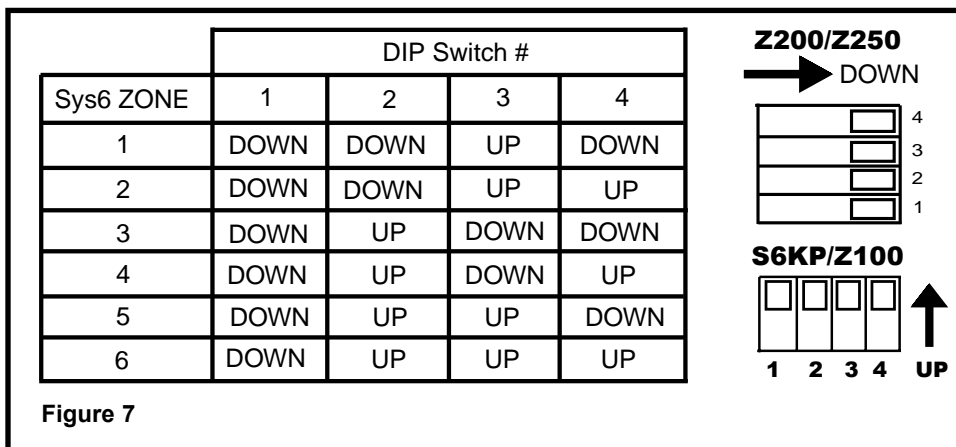 DIP Switch #
Sys6 ZONE 1 2 3 4
1 DOWN DOWN UP DOWN
2 DOWN DOWN UP UP
3 DOWN UP DOWN DOWN
4 DOWN UP DOWN UP
5 DOWN UP UP DOWN
6 DOWN UP UP UP
Figure 7
Z200/Z250
DOWN
4
3
2
1
S6KP/Z100
1 2 3 4 UP